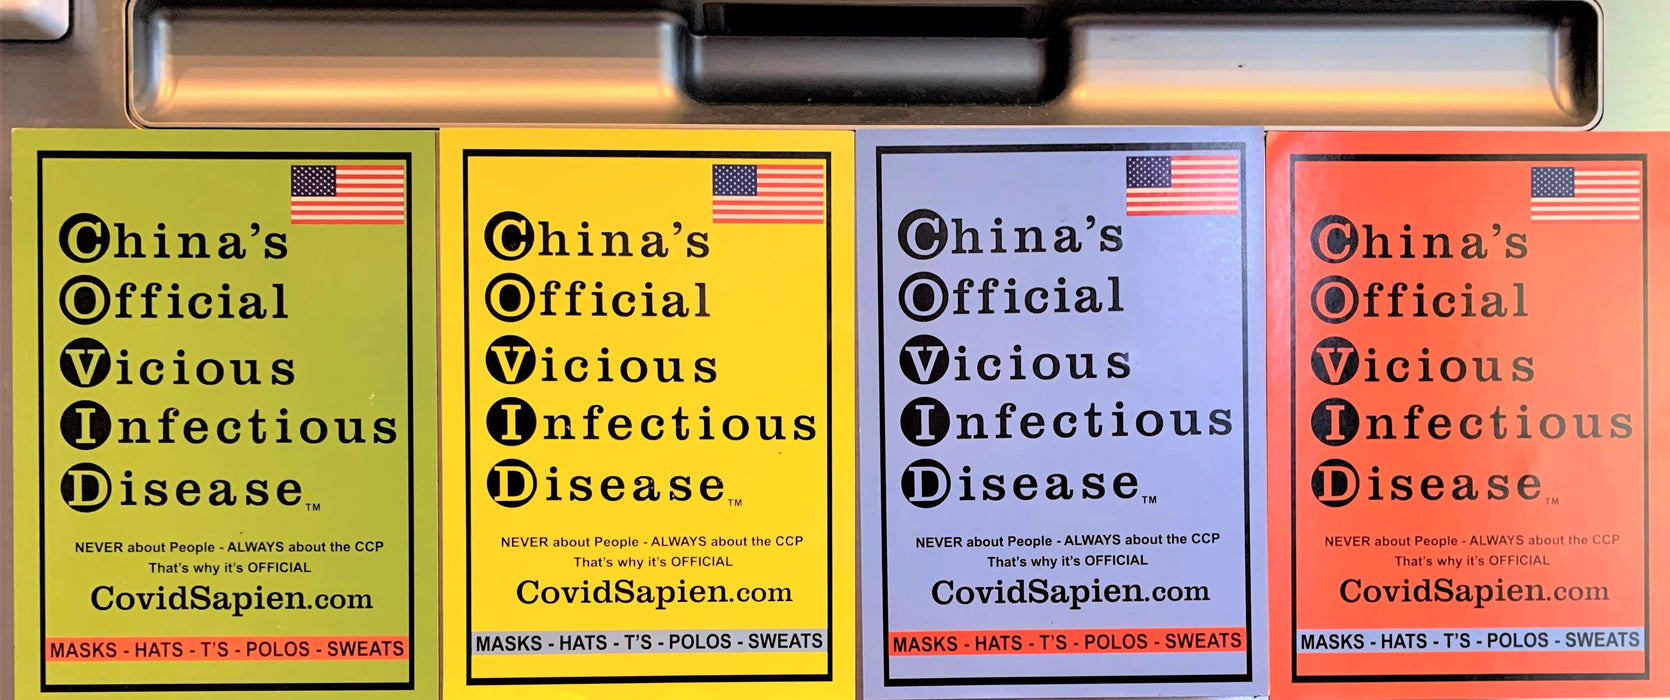 China's
Official
Vicious
Infectious
Disease™
NEVER about People - ALWAYS about the CCP
That's why it's OFFICIAL
CovidSapien.com
MASKS - HATS - T'S - POLOS - SWEATS
China's
Official
Vicious
Infectious
Disease™
NEVER about People - ALWAYS about the CCP
That's why it's OFFICIAL
CovidSapien.com
MASKS - HATS - T'S - POLOS - SWEATS
China's
Official
Vicious
Infectious
Disease™
NEVER about People - ALWAYS about the CCP
That's why it's OFFICIAL
CovidSapien.com
MASKS - HATS - T'S - POLOS - SWEATS
China's
Official
Vicious
Infectious
Disease™
NEVER about People - ALWAYS about the CCP
That's why it's OFFICIAL
CovidSapien.com
MASKS - HATS - T'S - POLOS - SWEATS